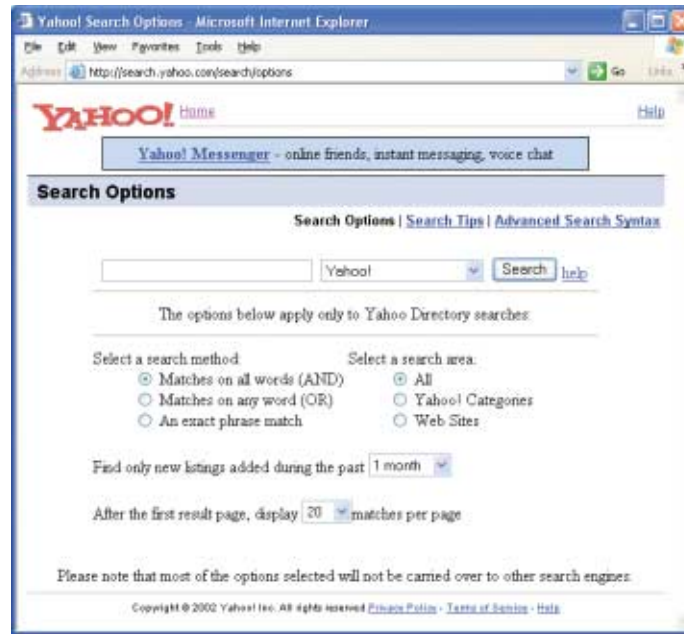 Yahoo! Search Options - Microsoft Internet Explorer
File Edit View Favorites Tools Help
Address http://search.yahoo.com/search/options Go Links
YAHOO! Home Help
Yahoo! Messenger - online friends, instant messaging, voice chat
Search Options
Search Options | Search Tips | Advanced Search Syntax
Yahoo! Search help
The options below apply only to Yahoo Directory searches:
Select a search method: Select a search area:
Matches on all words (AND) All
Matches on any word (OR) Yahoo! Categories
An exact phrase match Web Sites
Find only new listings added during the past 1 month
After the first result page, display 20 matches per page
Please note that most of the options selected will not be carried over to other search engines.
Copyright © 2002 Yahoo! Inc. All rights reserved Privacy Policy - Terms of Service - Help